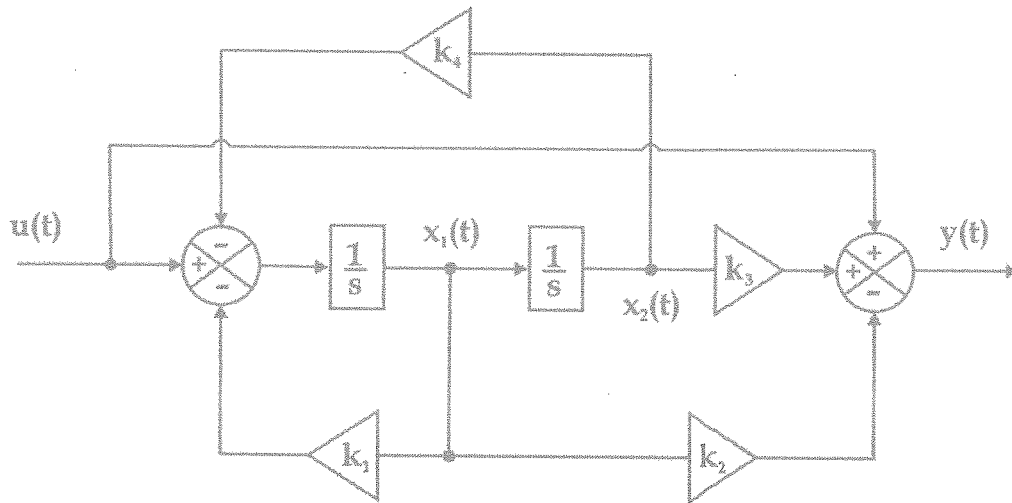 k₄
u(t)
−
+
−
1
s
x₁(t)
1
s
x₂(t)
k₃
+
+
−
y(t)
k₁
k₂